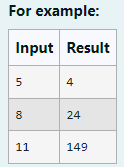 For example:
Input Result
5 4
8 24
11 149